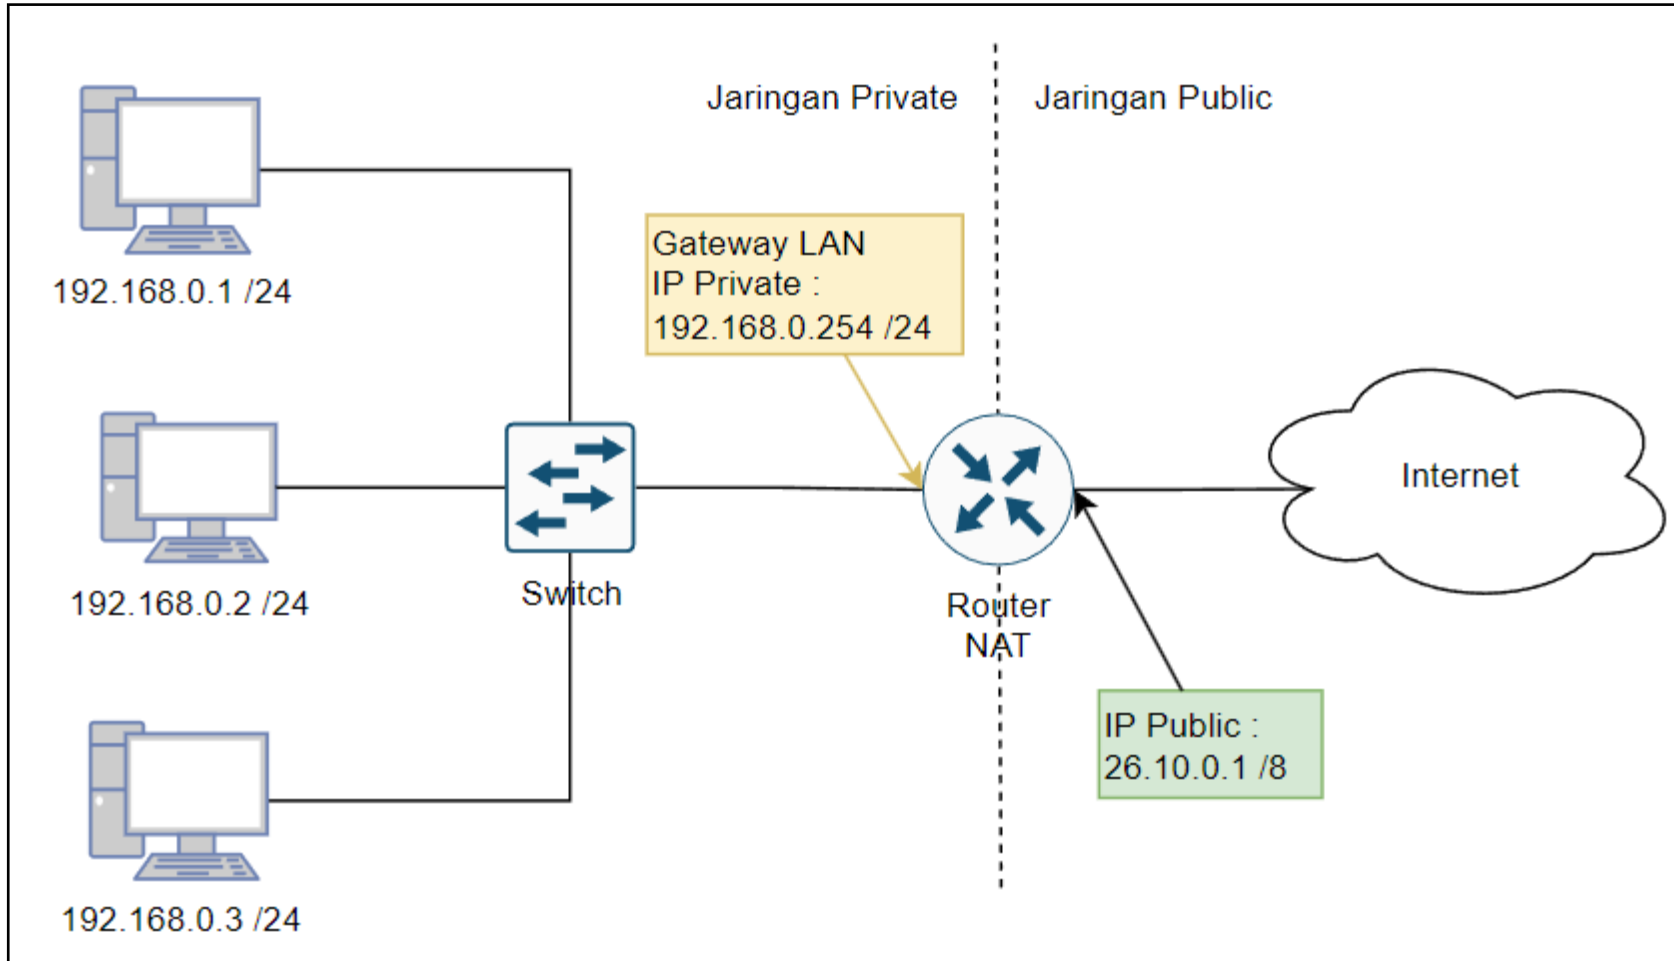 Jaringan Private
Jaringan Public
192.168.0.1 /24
Gateway LAN
IP Private :
192.168.0.254 /24
Internet
192.168.0.2 /24
Switch
Router
NAT
IP Public :
26.10.0.1 /8
192.168.0.3 /24